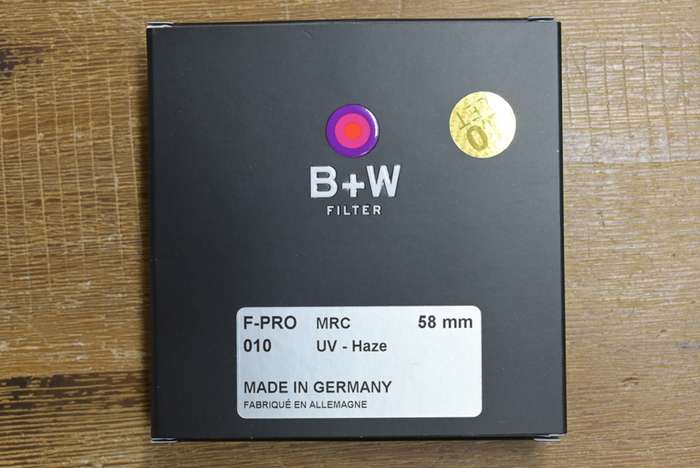 B+W
FILTER
F-PRO MRC 58 mm
010 UV - Haze
MADE IN GERMANY
FABRIQUÉ EN ALLEMAGNE